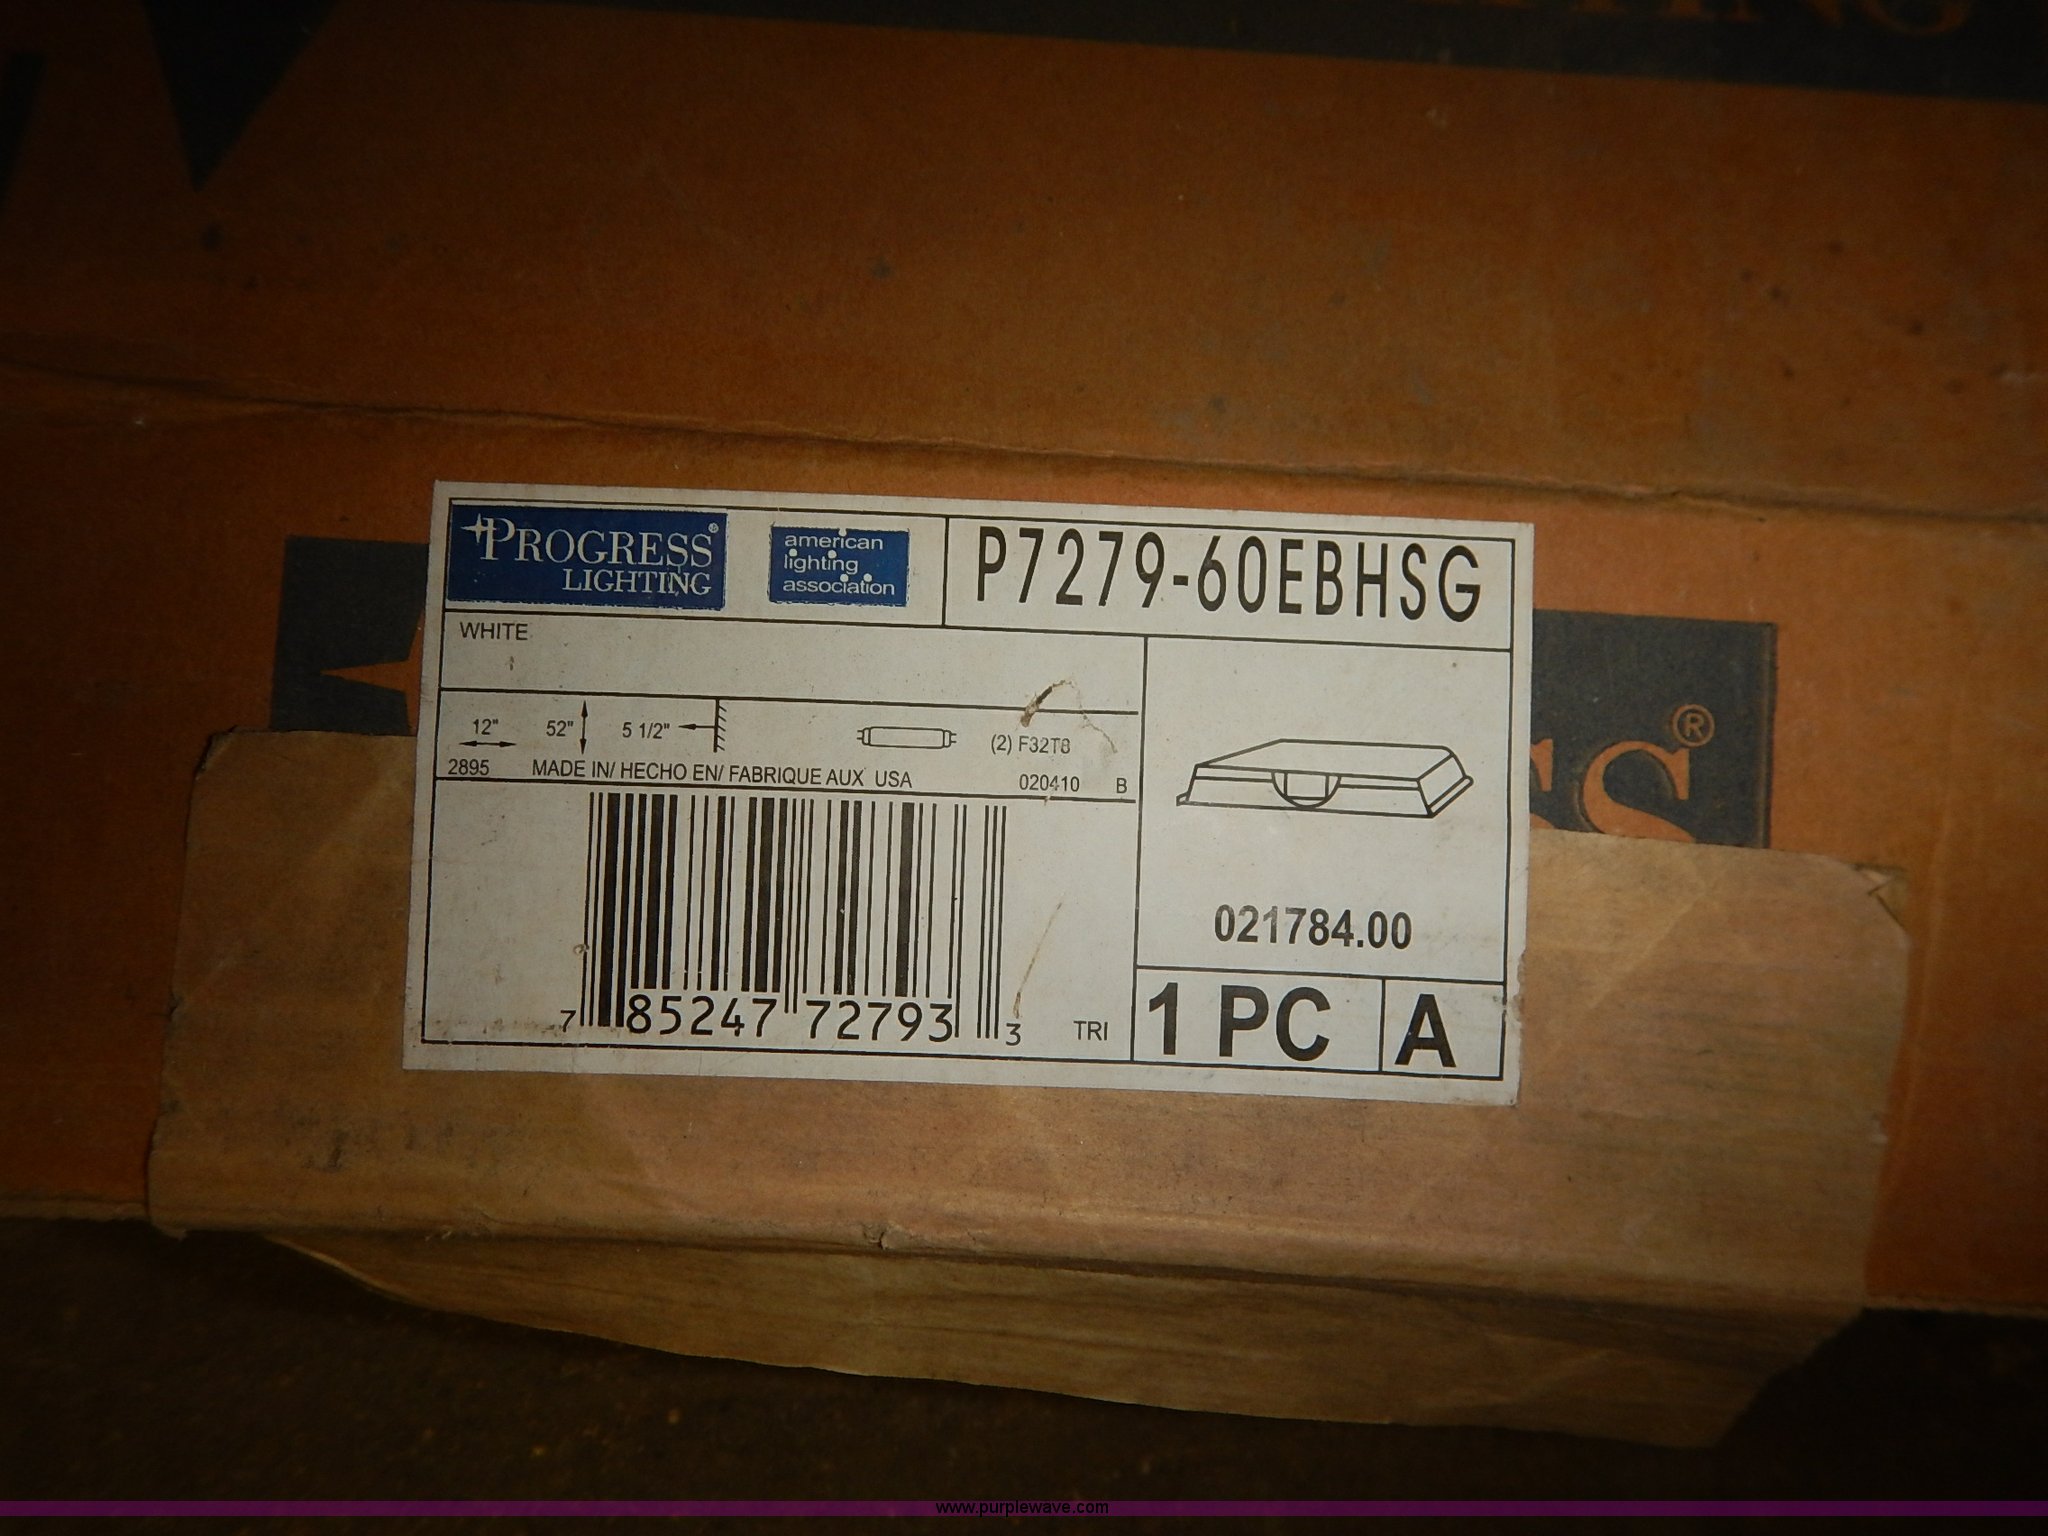 PROGRESS®
LIGHTING
american
lighting
association
P7279-60EBHSG
WHITE
12" 52" 5 1/2" (2) F32T8
2895 MADE IN/ HECHO EN/ FABRIQUE AUX USA 020410 B
7 85247 72793 3 TRI
021784.00
1 PC A
SS®
www.purplewave.com